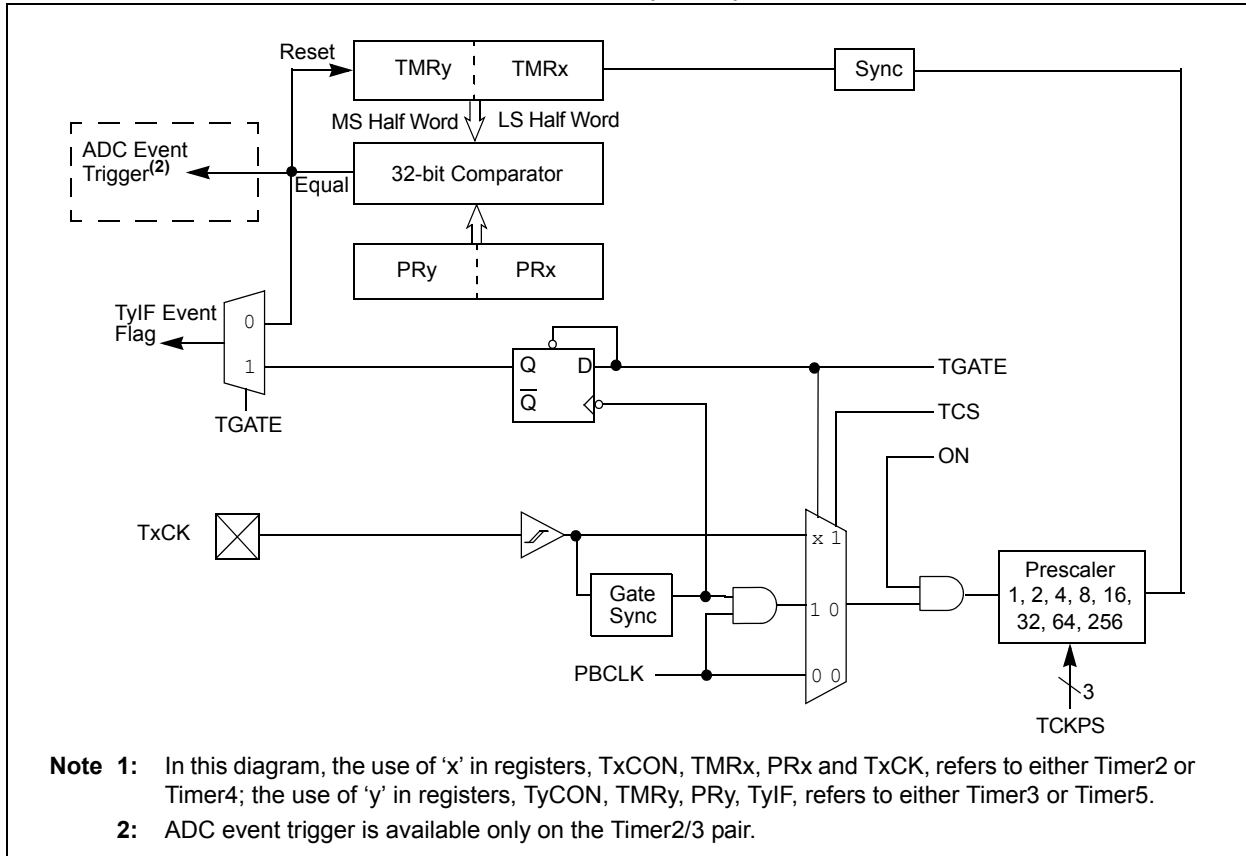 Reset
TMRy TMRx
Sync
MS Half Word LS Half Word
ADC Event
Trigger(2)
Equal
32-bit Comparator
PRy PRx
TyIF Event
Flag
0
1
TGATE
Q D
Q̅
TGATE
TCS
ON
TxCK
x 1
Gate
Sync
1 0
PBCLK
0 0
Prescaler
1, 2, 4, 8, 16,
32, 64, 256
3
TCKPS
Note 1: In this diagram, the use of ‘x’ in registers, TxCON, TMRx, PRx and TxCK, refers to either Timer2 or
Timer4; the use of ‘y’ in registers, TyCON, TMRy, PRy, TyIF, refers to either Timer3 or Timer5.
2: ADC event trigger is available only on the Timer2/3 pair.